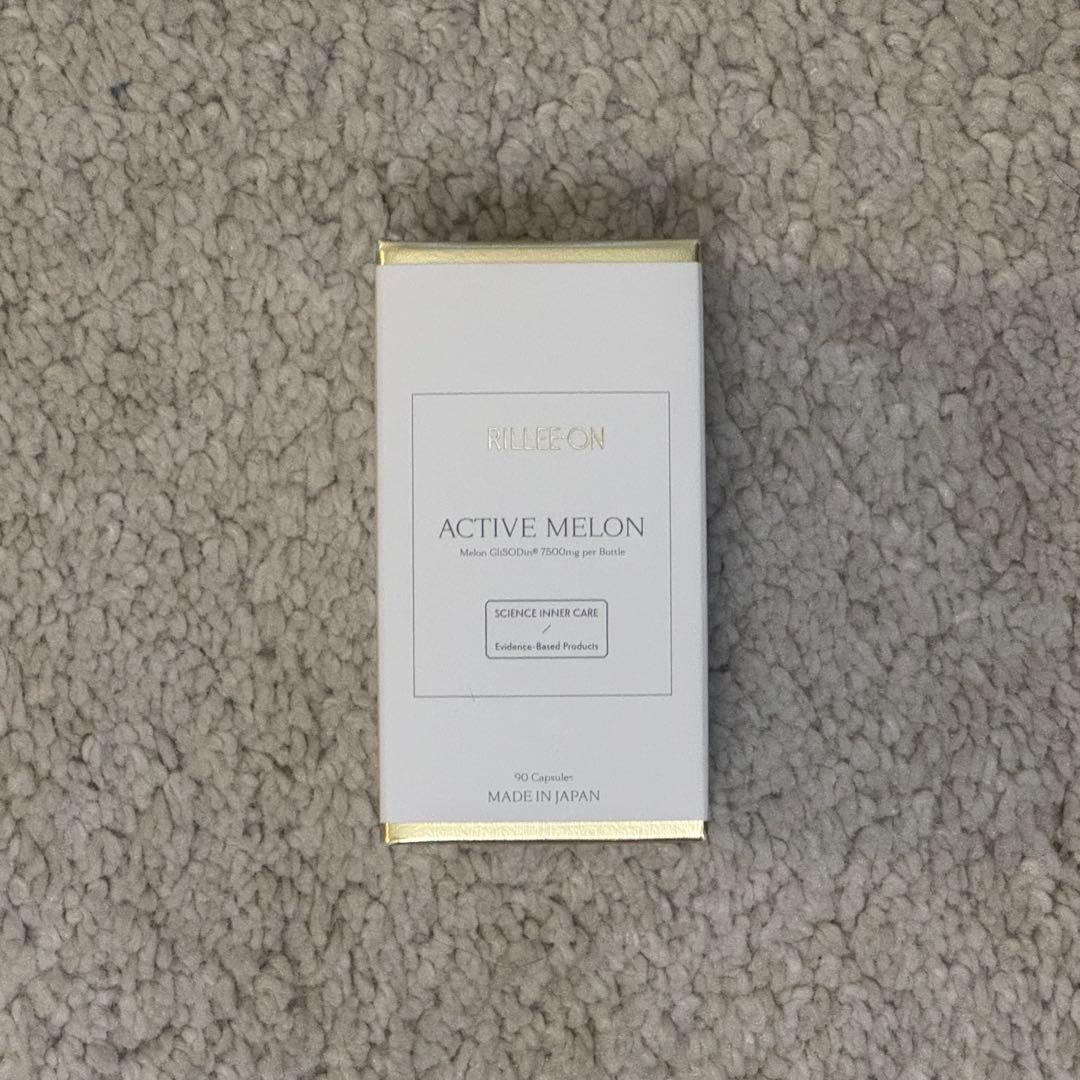 RILLEE·ON
ACTIVE MELON
Melon GliSODin® 7500mg per Bottle
SCIENCE INNER CARE
/
Evidence-Based Products
90 Capsules
MADE IN JAPAN